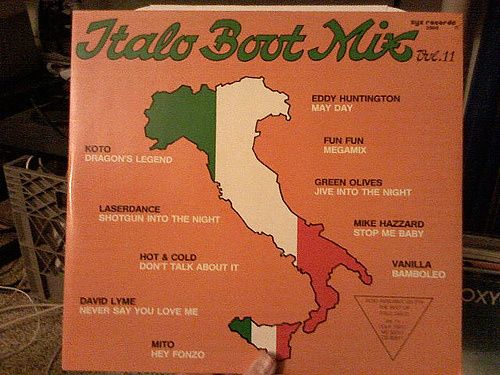 Italo Boot Mix
Vol.11
zyx records
EDDY HUNTINGTON
MAY DAY
FUN FUN
MEGAMIX
KOTO
DRAGON'S LEGEND
GREEN OLIVES
JIVE INTO THE NIGHT
LASERDANCE
SHOTGUN INTO THE NIGHT
MIKE HAZZARD
STOP ME BABY
HOT & COLD
DON'T TALK ABOUT IT
VANILLA
BAMBOLEO
DAVID LYME
NEVER SAY YOU LOVE ME
MITO
HEY FONZO
OXY